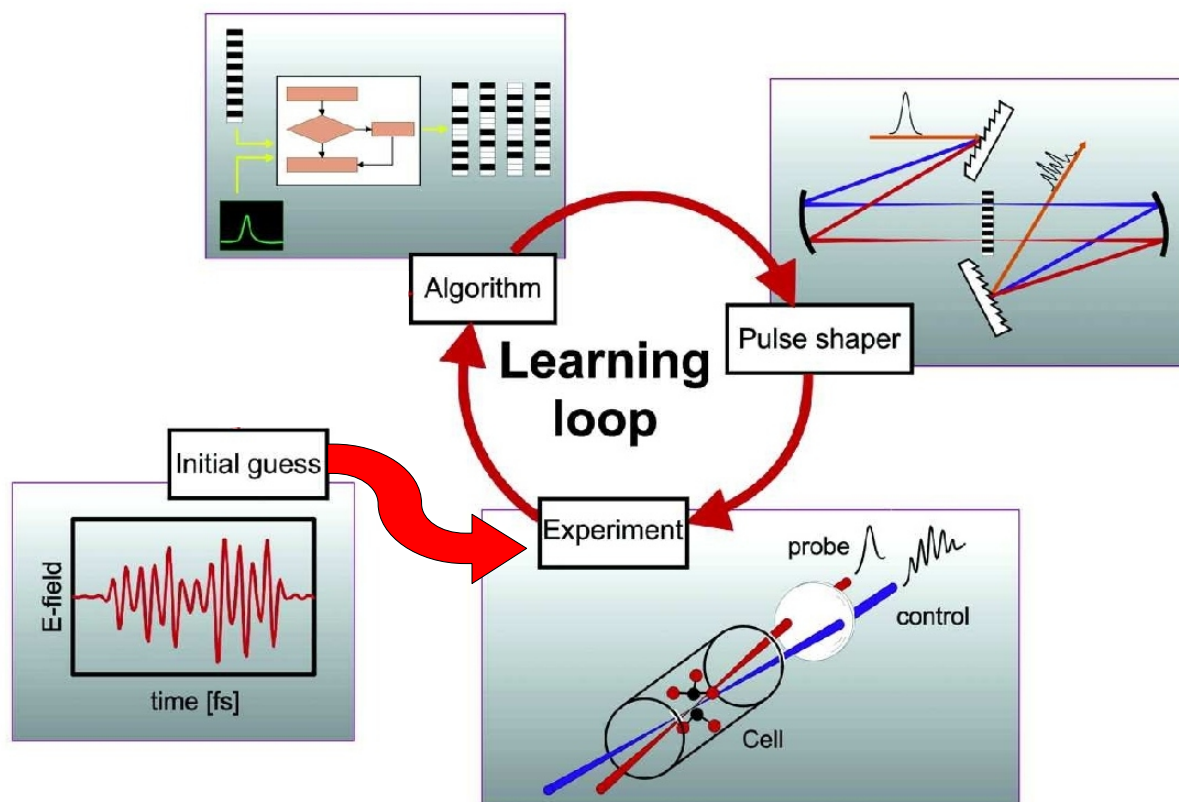 Algorithm
Pulse shaper
Learning
loop
Initial guess
Experiment
E-field
time [fs]
probe
control
Cell